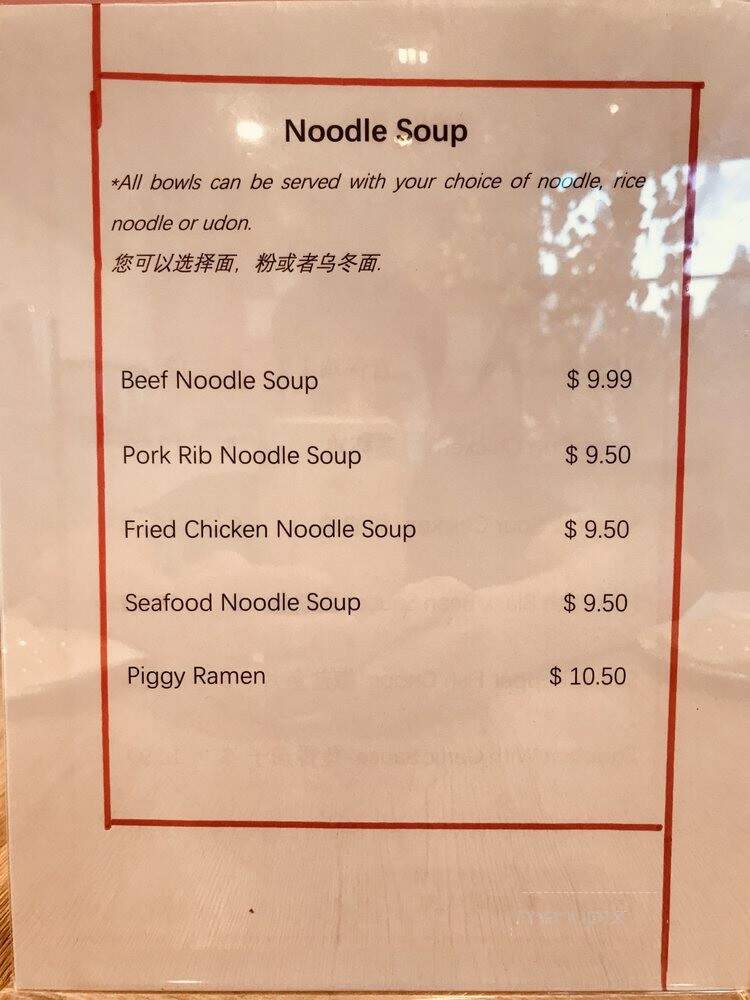 Noodle Soup
*All bowls can be served with your choice of noodle, rice
noodle or udon.
您可以选择面，粉或者乌冬面.
Beef Noodle Soup $ 9.99
Pork Rib Noodle Soup $ 9.50
Fried Chicken Noodle Soup $ 9.50
Seafood Noodle Soup $ 9.50
Piggy Ramen $ 10.50